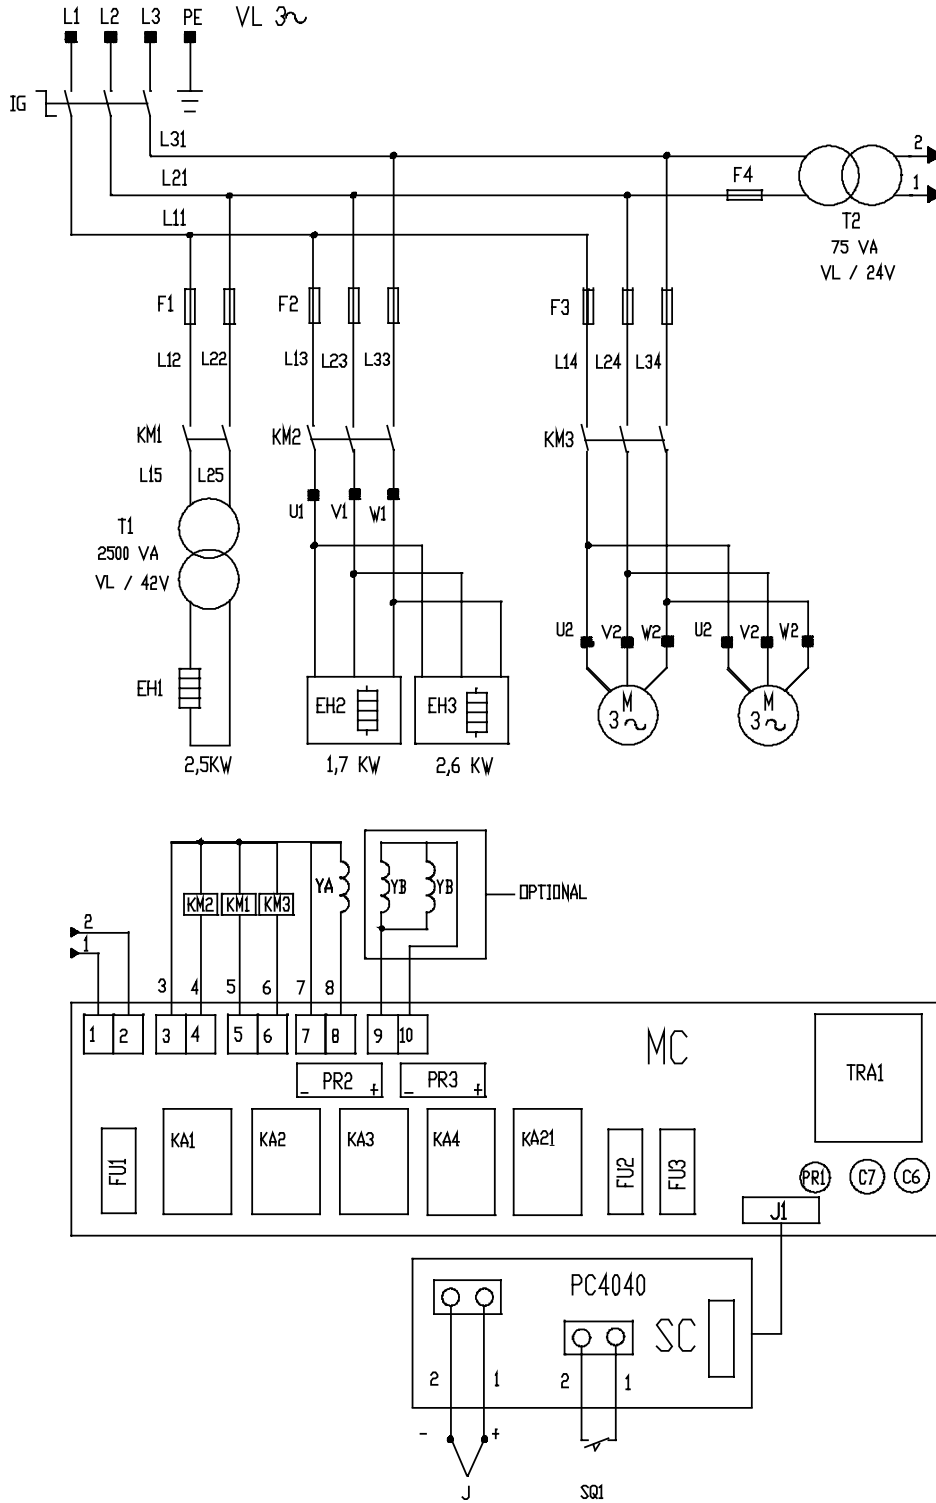 L1 L2 L3 PE VL 3~
IG
L31
L21
L11
F4
2
1
T2
75 VA
VL / 24V
F1 F2 F3
L12 L22 L13 L23 L33 L14 L24 L34
KM1 KM2 KM3
L15 L25
U1 V1 W1
T1
2500 VA
VL / 42V
U2 V2 W2 U2 V2 W2
EH1 EH2 EH3
M
3~
M
3~
2,5KW 1,7 KW 2,6 KW
YA YB YB OPTIONAL
KM2 KM1 KM3
2
1
3 4 5 6 7 8
1 2 3 4 5 6 7 8 9 10
MC
PR2
- +
PR3
- +
TRA1
KA1 KA2 KA3 KA4 KA21
FU1 FU2 FU3
PR1 C7 C6
J1
PC4040
SC
2 1 2 1
- +
J SQ1